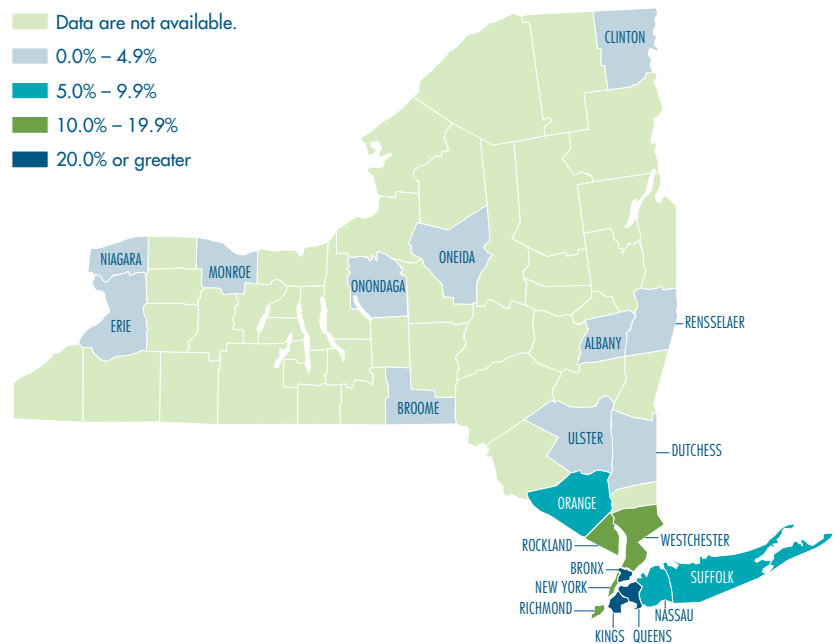 Data are not available.
0.0% – 4.9%
5.0% – 9.9%
10.0% – 19.9%
20.0% or greater
CLINTON
NIAGARA
MONROE
ONEIDA
ONONDAGA
ERIE
RENSSELAER
ALBANY
BROOME
ULSTER
DUTCHESS
ORANGE
ROCKLAND
WESTCHESTER
BRONX
SUFFOLK
NEW YORK
RICHMOND
NASSAU
KINGS
QUEENS